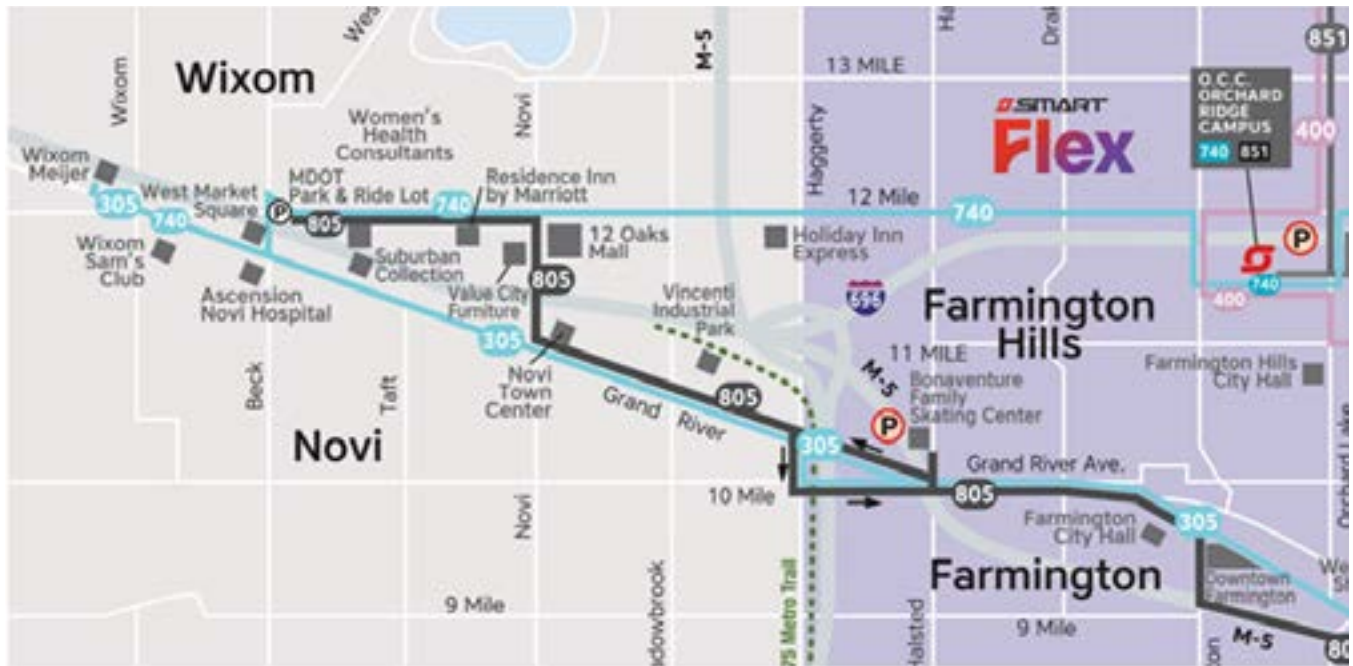 Wixom
M-5
13 MILE
851
O.C.C.
ORCHARD
RIDGE
CAMPUS
740 851
400
Wixom
Novi
Haggerty
SMART
Flex
Women's
Health
Consultants
Wixom
Meijer
West Market
Square
MDOT
Park & Ride Lot
Residence Inn
by Marriott
12 Mile
305
740
P
805
740
740
Wixom
Sam's
Club
Ascension
Novi Hospital
Suburban
Collection
Value City
Furniture
12 Oaks
Mall
805
Holiday Inn
Express
P
740
400
696
Vincenti
Industrial
Park
Farmington
Hills
305
11 MILE
M-5
Bonaventure
Family
Skating Center
Farmington Hills
City Hall
Beck
Taft
Novi
Town
Center
Grand River
805
P
Novi
305
Grand River Ave.
Orchard Lake
10 Mile
805
Novi
Farmington
City Hall
305
Farmington
Downtown
Farmington
9 Mile
Metro Trail
Halsted
9 Mile
M-5